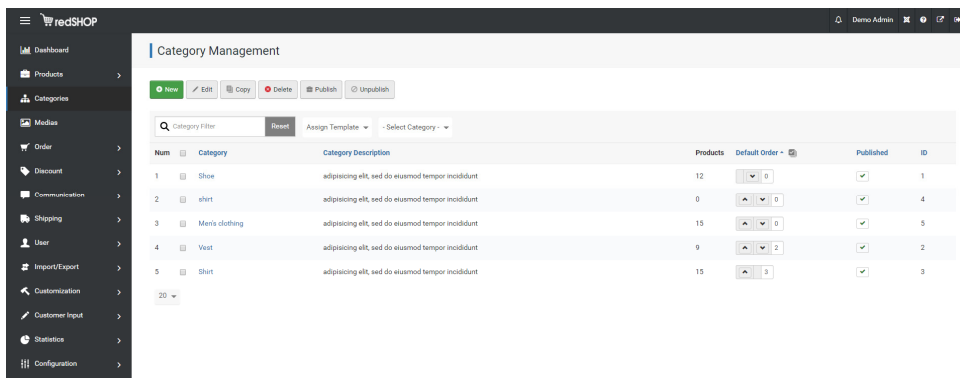 redSHOP
Demo Admin
Dashboard
Products
Categories
Medias
Order
Discount
Communication
Shipping
User
Import/Export
Customization
Customer Input
Statistics
Configuration
Category Management
New Edit Copy Delete Publish Unpublish
Category Filter Reset Assign Template - Select Category -
Num Category Category Description Products Default Order Published ID
1 Shoe adipisicing elit, sed do eiusmod tempor incididunt 12 0 1
2 shirt adipisicing elit, sed do eiusmod tempor incididunt 0 0 4
3 Men's clothing adipisicing elit, sed do eiusmod tempor incididunt 15 0 5
4 Vest adipisicing elit, sed do eiusmod tempor incididunt 9 2 2
5 Shirt adipisicing elit, sed do eiusmod tempor incididunt 15 3 3
20